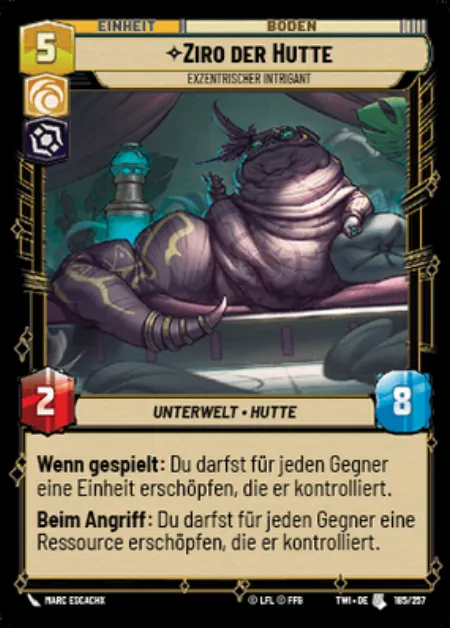 EINHEIT BODEN
5
ZIRO DER HUTTE
EXZENTRISCHER INTRIGANT
2
UNTERWELT • HUTTE
8
Wenn gespielt: Du darfst für jeden Gegner
eine Einheit erschöpfen, die er kontrolliert.
Beim Angriff: Du darfst für jeden Gegner eine
Ressource erschöpfen, die er kontrolliert.
MARC ESCACHX © LFL ℗ FFG TWI • DE 185/257